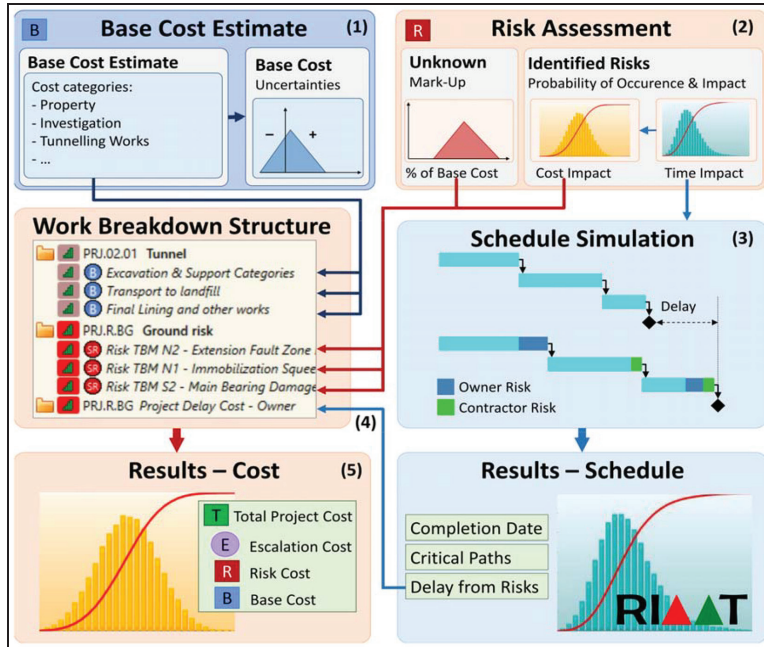 B Base Cost Estimate (1)
Base Cost Estimate
Cost categories:
- Property
- Investigation
- Tunnelling Works
- ...
Base Cost
Uncertainties
- +
R Risk Assessment (2)
Unknown
Mark-Up
% of Base Cost
Identified Risks
Probability of Occurence & Impact
Cost Impact
Time Impact
Work Breakdown Structure
PRJ.02.01 Tunnel
B Excavation & Support Categories
B Transport to landfill
B Final Lining and other works
PRJ.R.BG Ground risk
SR Risk TBM N2 - Extension Fault Zone
SR Risk TBM N1 - Immobilization Squee
SR Risk TBM S2 - Main Bearing Damage
PRJ.R.BG Project Delay Cost - Owner
(4)
Schedule Simulation (3)
Delay
Owner Risk
Contractor Risk
Results – Cost (5)
T Total Project Cost
E Escalation Cost
R Risk Cost
B Base Cost
Results – Schedule
Completion Date
Critical Paths
Delay from Risks
RIAAT